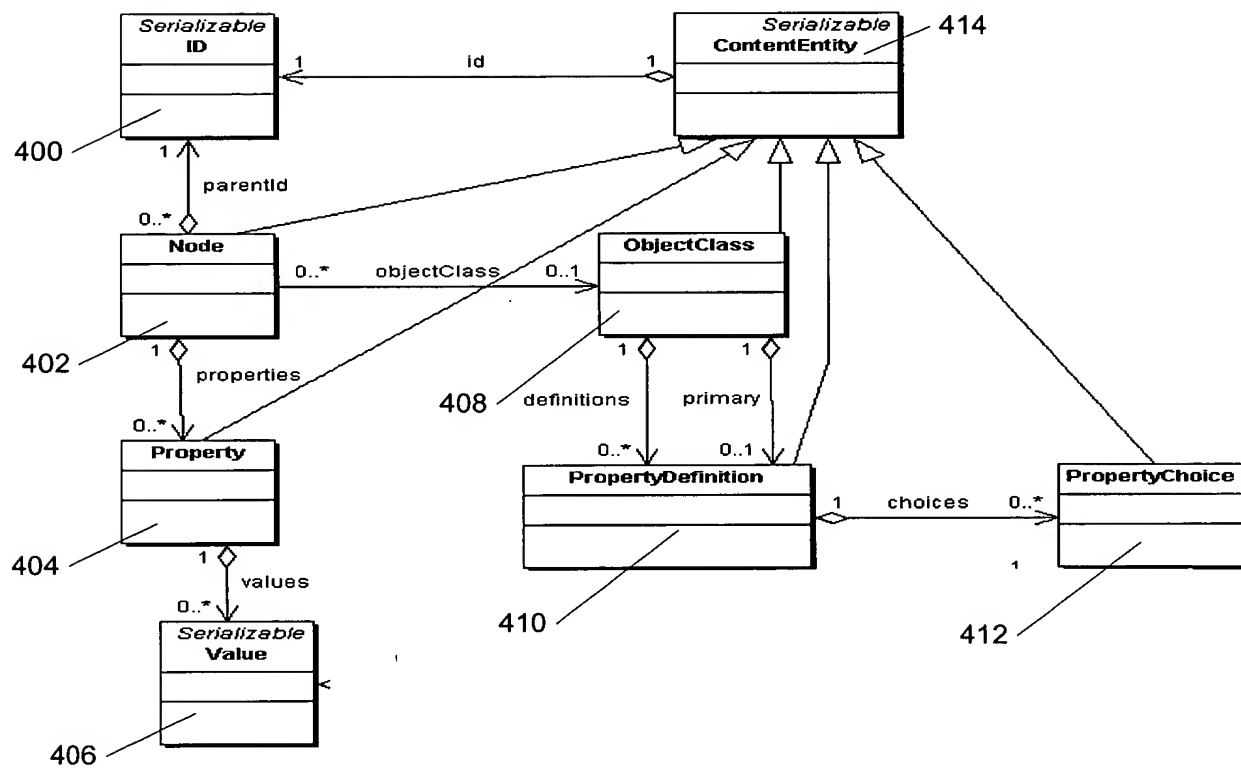 Serializable
ID
400
Serializable
ContentEntity
414
1
id
1
1
parentId
0..*
Node
402
0..*
objectClass
0..1
ObjectClass
408
1
properties
0..*
1
definitions
0..*
1
primary
0..1
Property
404
PropertyDefinition
410
1
choices
0..*
PropertyChoice
1
412
1
values
0..*
Serializable
Value
406